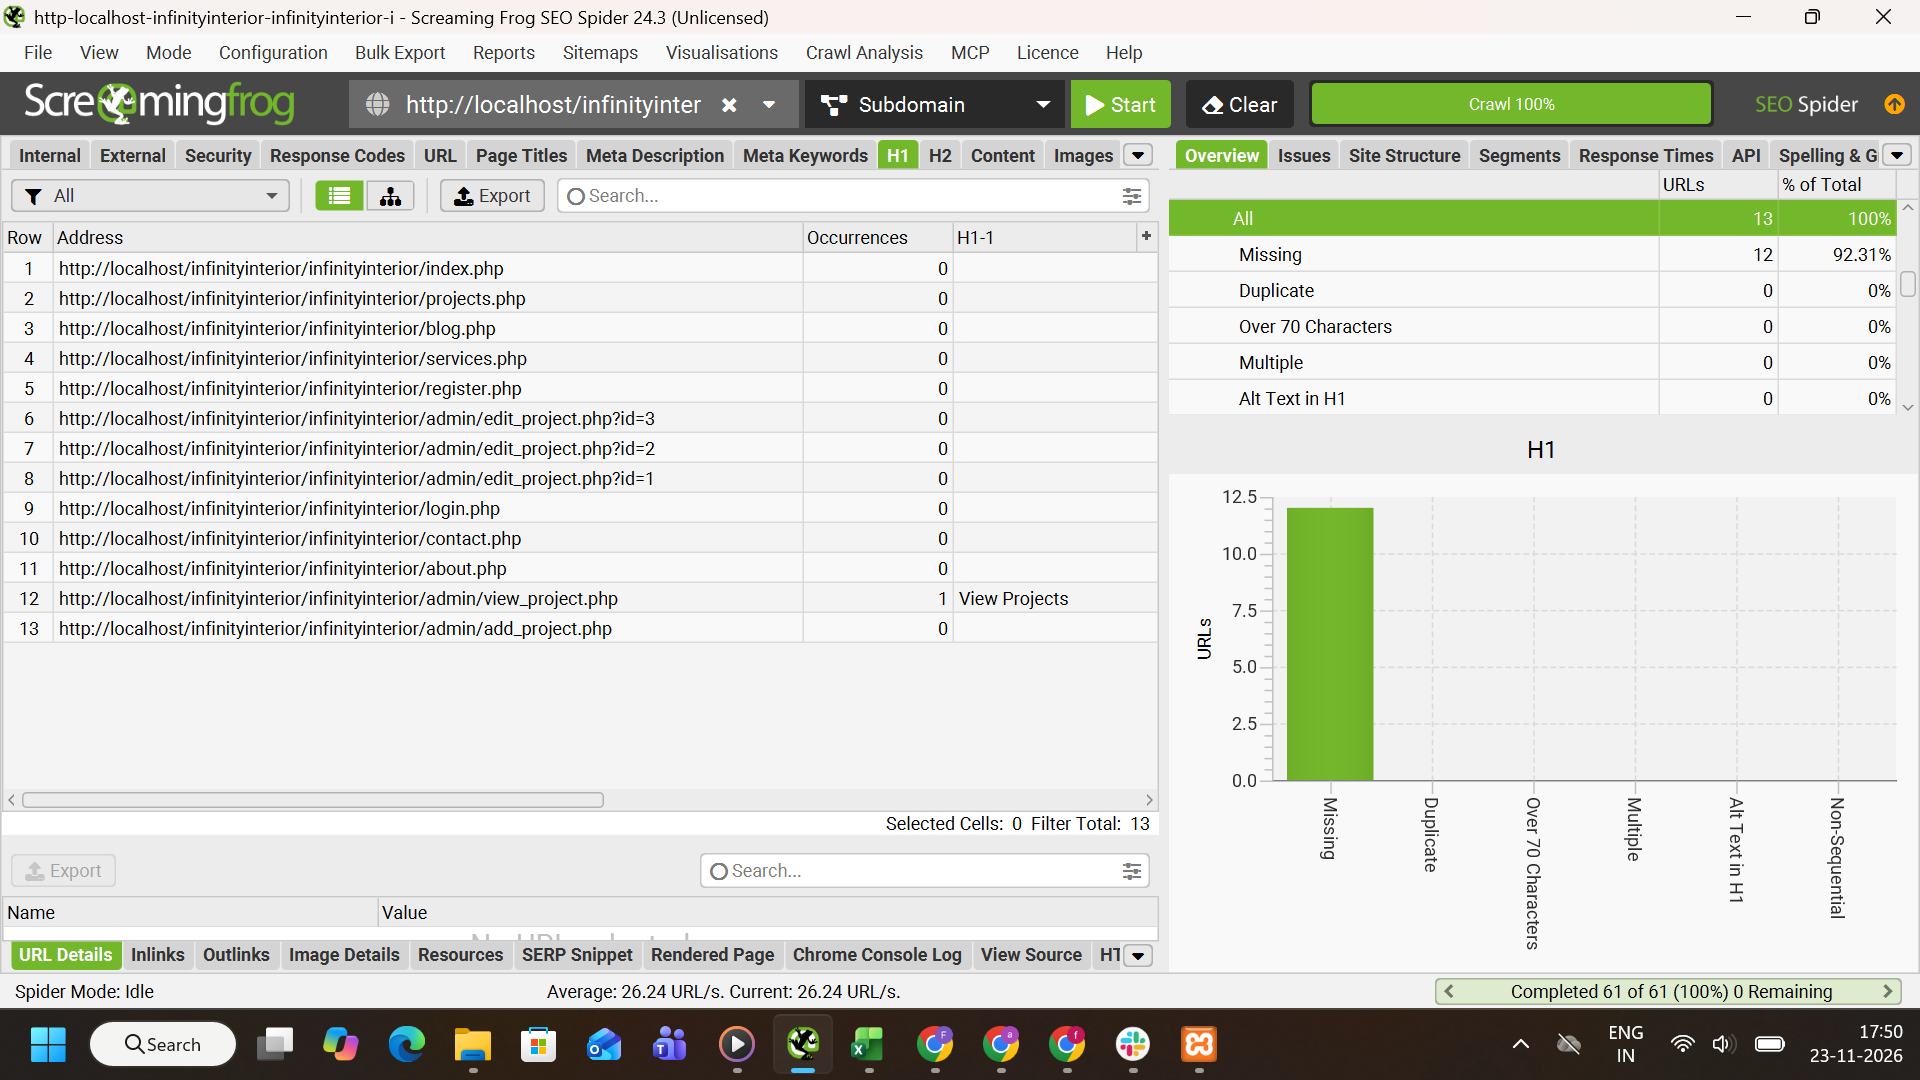 http-localhost-infinityinterior-infinityinterior-i - Screaming Frog SEO Spider 24.3 (Unlicensed)
File View Mode Configuration Bulk Export Reports Sitemaps Visualisations Crawl Analysis MCP Licence Help
Screamingfrog http://localhost/infinityinter Subdomain Start Clear Crawl 100% SEO Spider
Internal External Security Response Codes URL Page Titles Meta Description Meta Keywords H1 H2 Content Images
All Export Search...
Row Address Occurrences H1-1 +
1 http://localhost/infinityinterior/infinityinterior/index.php 0
2 http://localhost/infinityinterior/infinityinterior/projects.php 0
3 http://localhost/infinityinterior/infinityinterior/blog.php 0
4 http://localhost/infinityinterior/infinityinterior/services.php 0
5 http://localhost/infinityinterior/infinityinterior/register.php 0
6 http://localhost/infinityinterior/infinityinterior/admin/edit_project.php?id=3 0
7 http://localhost/infinityinterior/infinityinterior/admin/edit_project.php?id=2 0
8 http://localhost/infinityinterior/infinityinterior/admin/edit_project.php?id=1 0
9 http://localhost/infinityinterior/infinityinterior/login.php 0
10 http://localhost/infinityinterior/infinityinterior/contact.php 0
11 http://localhost/infinityinterior/infinityinterior/about.php 0
12 http://localhost/infinityinterior/infinityinterior/admin/view_project.php 1 View Projects
13 http://localhost/infinityinterior/infinityinterior/admin/add_project.php 0
Selected Cells: 0 Filter Total: 13
Export Search...
Name Value
URL Details Inlinks Outlinks Image Details Resources SERP Snippet Rendered Page Chrome Console Log View Source HT
Overview Issues Site Structure Segments Response Times API Spelling & G
URLs % of Total
All 13 100%
Missing 12 92.31%
Duplicate 0 0%
Over 70 Characters 0 0%
Multiple 0 0%
Alt Text in H1 0 0%
H1
URLs
12.5
10.0
7.5
5.0
2.5
0.0
Missing
Duplicate
Over 70 Characters
Multiple
Alt Text in H1
Non-Sequential
Spider Mode: Idle Average: 26.24 URL/s. Current: 26.24 URL/s. Completed 61 of 61 (100%) 0 Remaining
Search
ENG
IN
17:50
23-11-2026